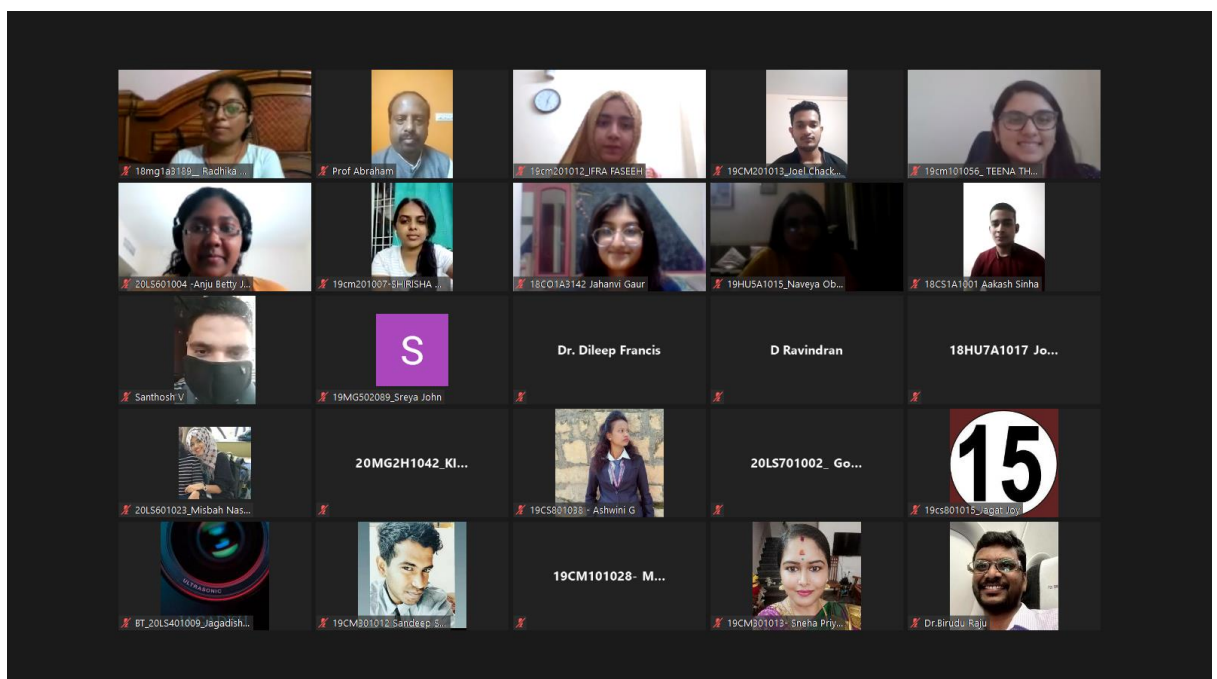 18mg1a3189__ Radhika ...
Prof Abraham
19cm201012_IFRA FASEEH
19CM201013_Joel Chack...
19cm101056_ TEENA TH...
20LS601004 -Anju Betty J...
19cm201007-SHIRISHA ...
18CO1A3142 Jahanvi Gaur
19HU5A1015_Naveya Ob...
18CS1A1001 Aakash Sinha
Santhosh V
S
19MG502089_Sreya John
Dr. Dileep Francis
D Ravindran
18HU7A1017 Jo...
20LS601023_Misbah Nas...
20MG2H1042_KI...
19CS801038 - Ashwini G
20LS701002_ Go...
15
19cs801015_Jagat Joy
ULTRASONIC
BT_20LS401009_Jagadish...
19CM301012 Sandeep S...
19CM101028- M...
19CM301013- Sneha Priy...
Dr.Birudu Raju